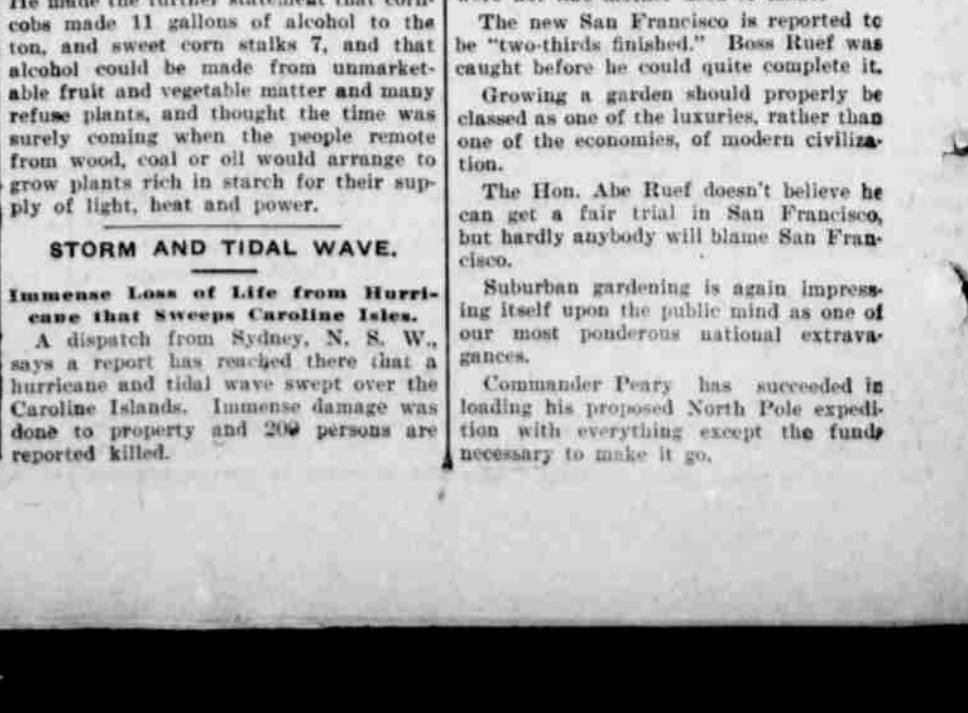 He made the further statement that corn-
cobs made 11 gallons of alcohol to the
ton, and sweet corn stalks 7, and that
alcohol could be made from unmarket-
able fruit and vegetable matter and many
refuse plants, and thought the time was
surely coming when the people remote
from wood, coal or oil would arrange to
grow plants rich in starch for their sup-
ply of light, heat and power.
STORM AND TIDAL WAVE.
Immense Loss of Life from Hurri-
cane that Sweeps Caroline Isles.
A dispatch from Sydney, N. S. W.,
says a report has reached there that a
hurricane and tidal wave swept over the
Caroline Islands. Immense damage was
done to property and 200 persons are
reported killed.
The new San Francisco is reported to
be "two-thirds finished." Boss Ruef was
caught before he could quite complete it.
Growing a garden should properly be
classed as one of the luxuries, rather than
one of the economies, of modern civiliza-
tion.
The Hon. Abe Ruef doesn't believe he
can get a fair trial in San Francisco,
but hardly anybody will blame San Fran-
cisco.
Suburban gardening is again impress-
ing itself upon the public mind as one of
our most ponderous national extrava-
gances.
Commander Peary has succeeded in
loading his proposed North Pole expedi-
tion with everything except the funds
necessary to make it go.